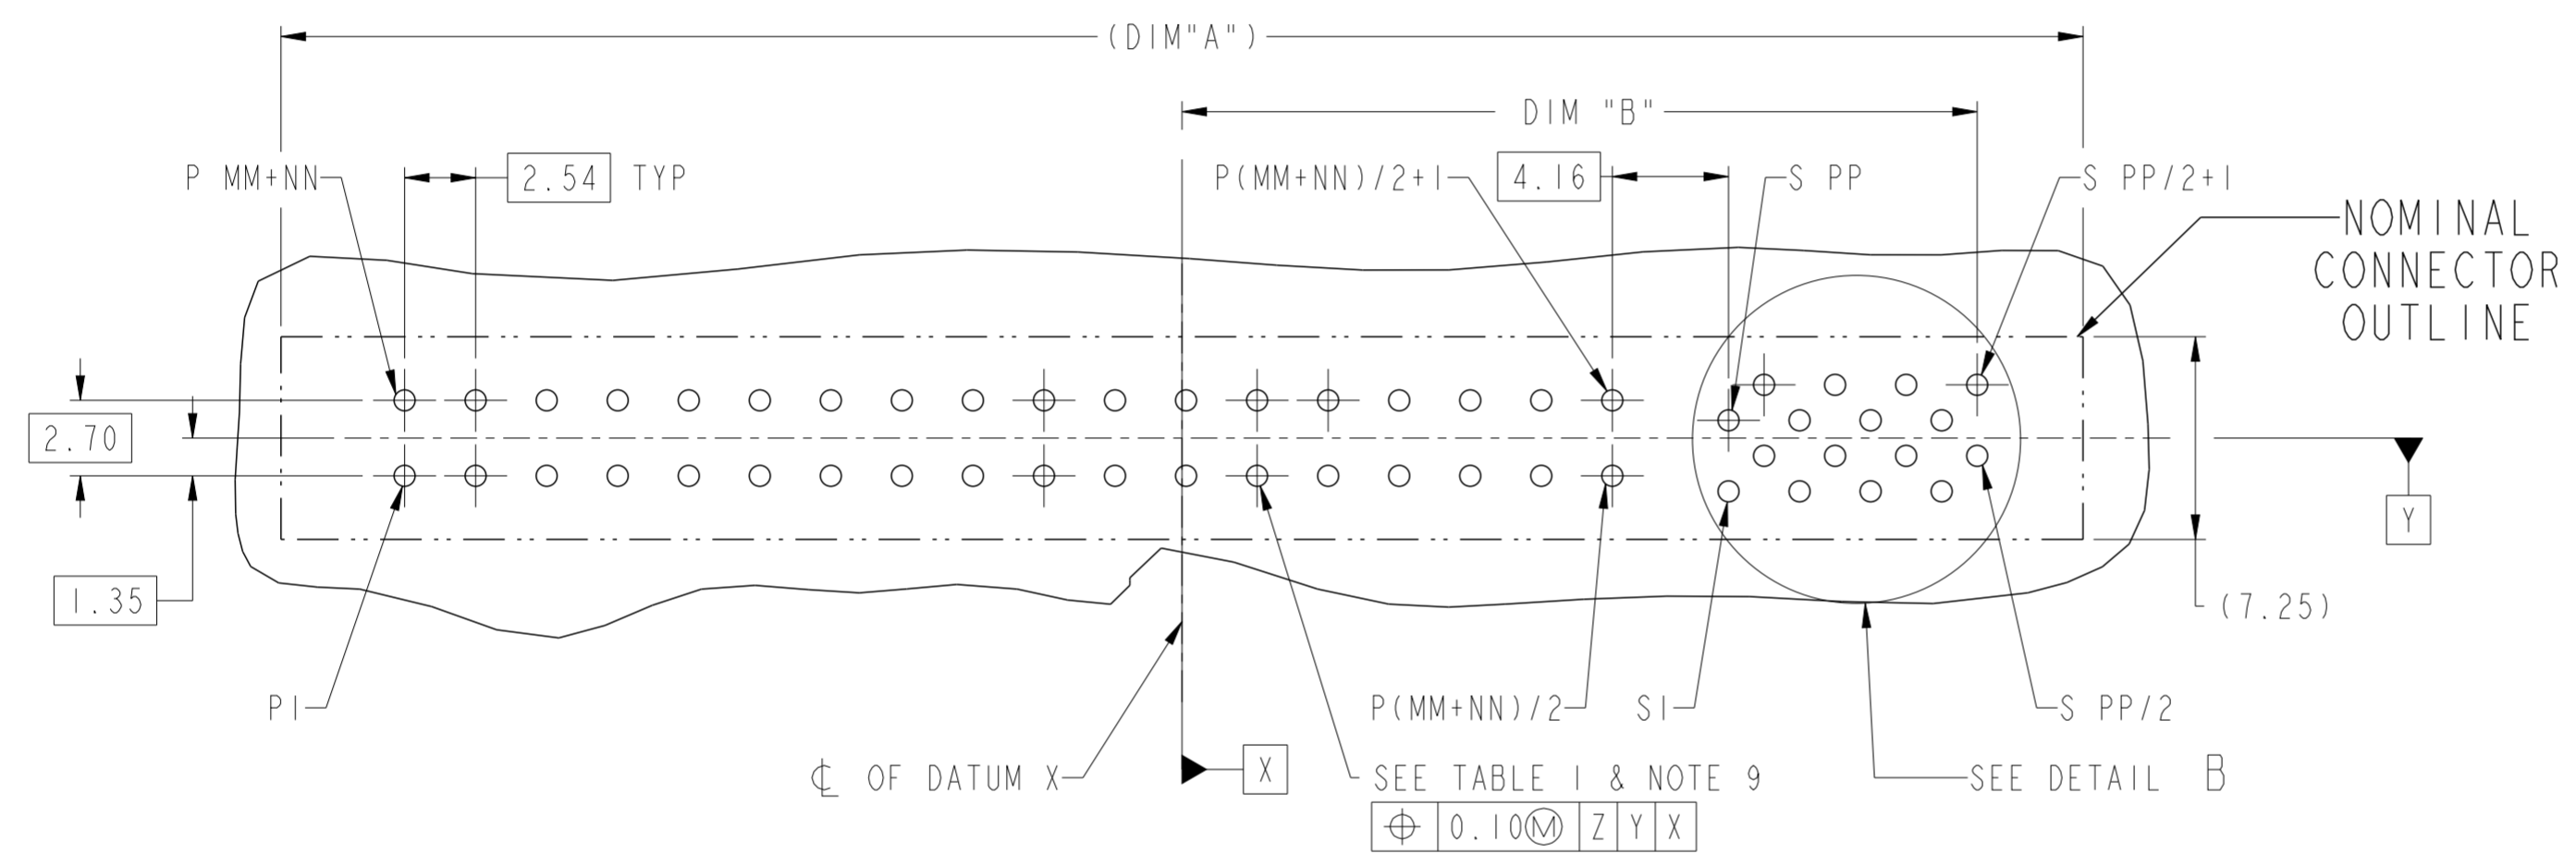 (DIM"A")
DIM "B"
P MM+NN
2.54 TYP
P(MM+NN)/2+1
4.16
S PP
S PP/2+1
NOMINAL
CONNECTOR
OUTLINE
2.70
1.35
Y
(7.25)
P1
P(MM+NN)/2
S1
S PP/2
℄ OF DATUM X
X
SEE TABLE 1 & NOTE 9
SEE DETAIL B
⌖ 0.10Ⓜ Z Y X